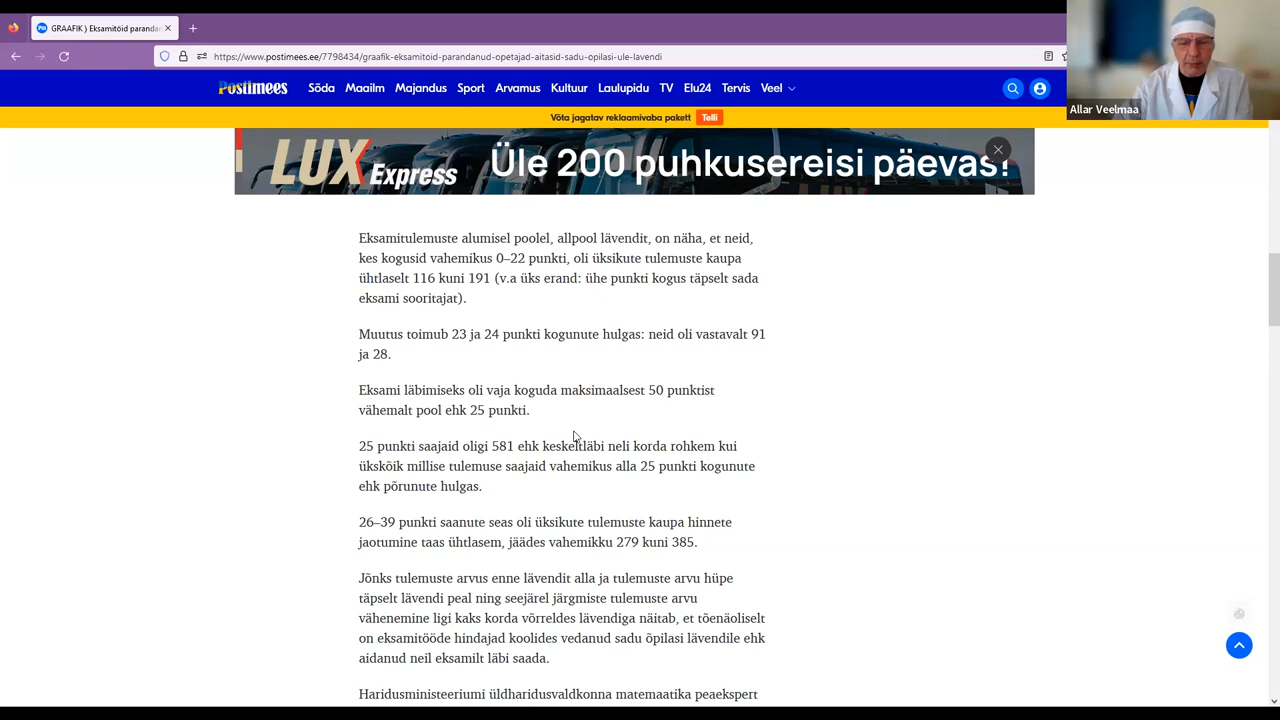 GRAAFIK ⟩ Eksamitöid parandan
https://www.postimees.ee/7798434/graafik-eksamitoid-parandanud-opetajad-aitasid-sadu-opilasi-ule-lavendi
Allar Veelmaa
Postimees Sõda Maailm Majandus Sport Arvamus Kultuur Laulupidu TV Elu24 Tervis Veel
Võta jagatav reklaamivaba pakett Telli
LUX Express Üle 200 puhkusereisi päevas!
Eksamitulemuste alumisel poolel, allpool lävendit, on näha, et neid,
kes kogusid vahemikus 0–22 punkti, oli üksikute tulemuste kaupa
ühtlaselt 116 kuni 191 (v.a üks erand: ühe punkti kogus täpselt sada
eksami sooritajat).
Muutus toimub 23 ja 24 punkti kogunute hulgas: neid oli vastavalt 91
ja 28.
Eksami läbimiseks oli vaja koguda maksimaalsest 50 punktist
vähemalt pool ehk 25 punkti.
25 punkti saajaid oligi 581 ehk keskeltläbi neli korda rohkem kui
ükskõik millise tulemuse saajaid vahemikus alla 25 punkti kogunute
ehk põrunute hulgas.
26–39 punkti saanute seas oli üksikute tulemuste kaupa hinnete
jaotumine taas ühtlasem, jäädes vahemikku 279 kuni 385.
Jõnks tulemuste arvus enne lävendit alla ja tulemuste arvu hüpe
täpselt lävendi peal ning seejärel järgmiste tulemuste arvu
vähenemine ligi kaks korda võrreldes lävendiga näitab, et tõenäoliselt
on eksamitööde hindajad koolides vedanud sadu õpilasi lävendile ehk
aidanud neil eksamilt läbi saada.
Haridusministeeriumi üldharidusvaldkonna matemaatika peaekspert